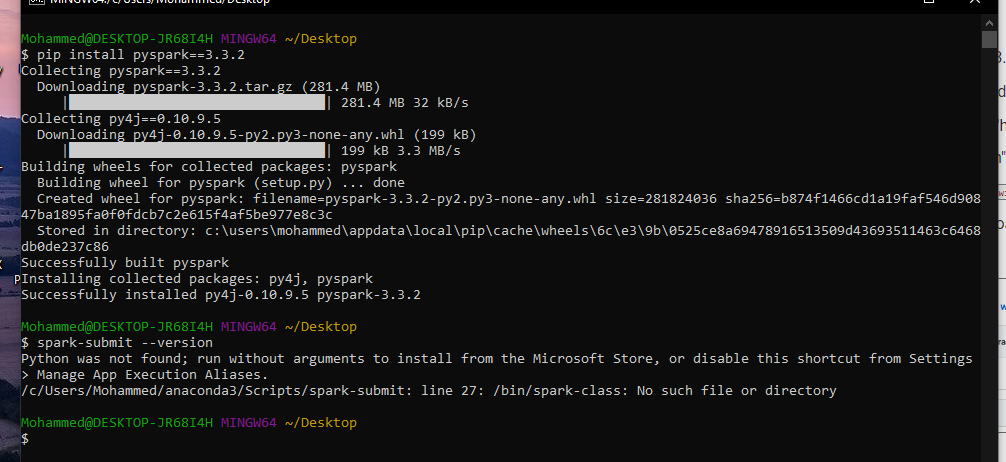 MINGW64:/c/Users/Mohammed/Desktop
Mohammed@DESKTOP-JR68I4H MINGW64 ~/Desktop
$ pip install pyspark==3.3.2
Collecting pyspark==3.3.2
  Downloading pyspark-3.3.2.tar.gz (281.4 MB)
     |████████████████████████████████| 281.4 MB 32 kB/s
Collecting py4j==0.10.9.5
  Downloading py4j-0.10.9.5-py2.py3-none-any.whl (199 kB)
     |████████████████████████████████| 199 kB 3.3 MB/s
Building wheels for collected packages: pyspark
  Building wheel for pyspark (setup.py) ... done
  Created wheel for pyspark: filename=pyspark-3.3.2-py2.py3-none-any.whl size=281824036 sha256=b874f1466cd1a19faf546d908
47ba1895fa0f0fdcb7c2e615f4af5be977e8c3c
  Stored in directory: c:\users\mohammed\appdata\local\pip\cache\wheels\6c\e3\9b\0525ce8a69478916513509d43693511463c6468
db0de237c86
Successfully built pyspark
Installing collected packages: py4j, pyspark
Successfully installed py4j-0.10.9.5 pyspark-3.3.2
Mohammed@DESKTOP-JR68I4H MINGW64 ~/Desktop
$ spark-submit --version
Python was not found; run without arguments to install from the Microsoft Store, or disable this shortcut from Settings
> Manage App Execution Aliases.
/c/Users/Mohammed/anaconda3/Scripts/spark-submit: line 27: /bin/spark-class: No such file or directory
Mohammed@DESKTOP-JR68I4H MINGW64 ~/Desktop
$